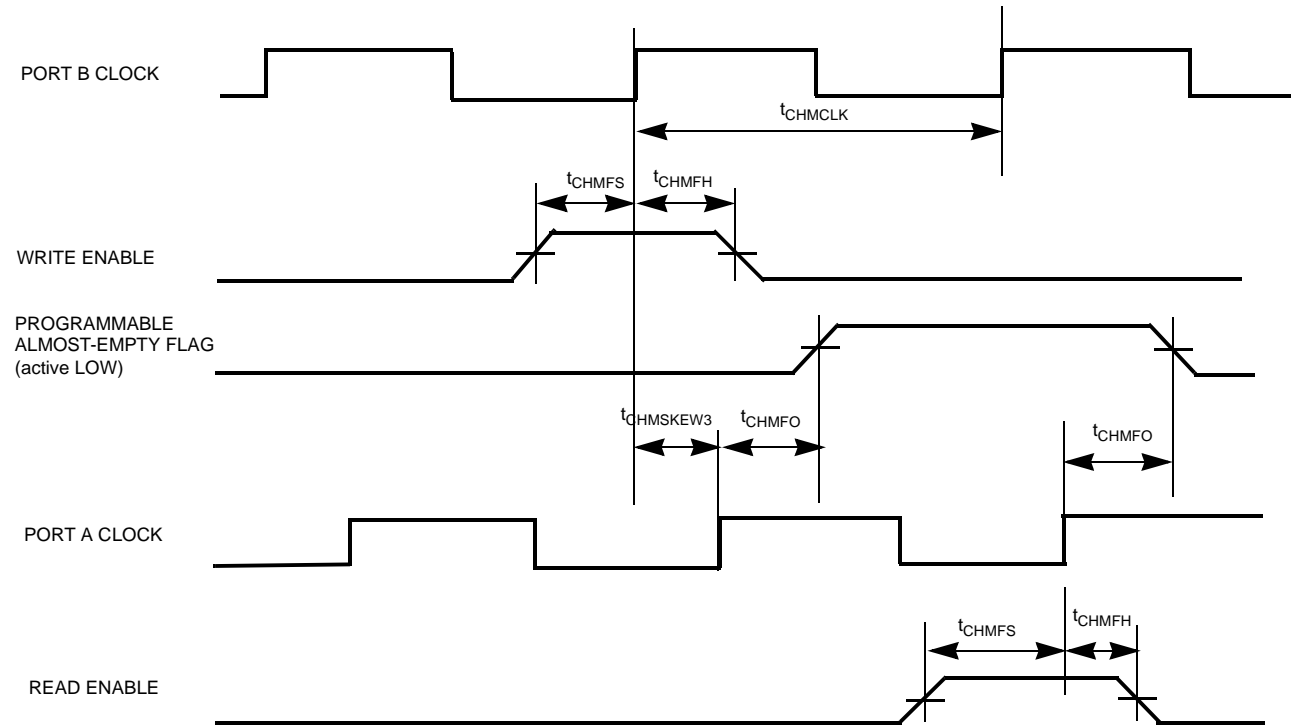 PORT B CLOCK
tCHMCLK
tCHMFS
tCHMFH
WRITE ENABLE
PROGRAMMABLE
ALMOST-EMPTY FLAG
(active LOW)
tCHMSKEW3
tCHMFO
tCHMFO
PORT A CLOCK
tCHMFS
tCHMFH
READ ENABLE